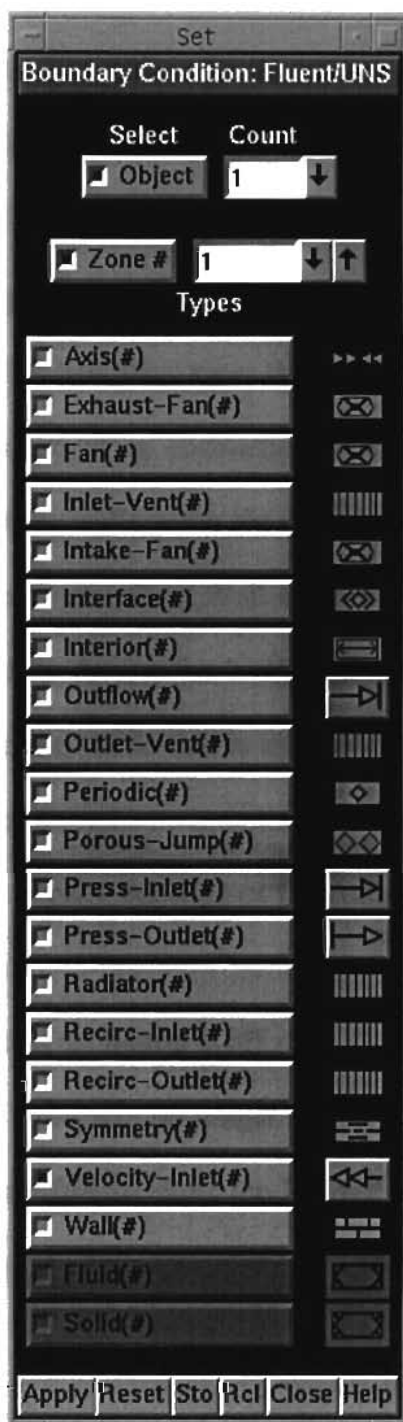 Set
Boundary Condition: Fluent/UNS
Select Count
Object 1
Zone # 1
Types
Axis(#)
Exhaust-Fan(#)
Fan(#)
Inlet-Vent(#)
Intake-Fan(#)
Interface(#)
Interior(#)
Outflow(#)
Outlet-Vent(#)
Periodic(#)
Porous-Jump(#)
Press-Inlet(#)
Press-Outlet(#)
Radiator(#)
Recirc-Inlet(#)
Recirc-Outlet(#)
Symmetry(#)
Velocity-Inlet(#)
Wall(#)
Fluid(#)
Solid(#)
Apply Reset Sto Rcl Close Help